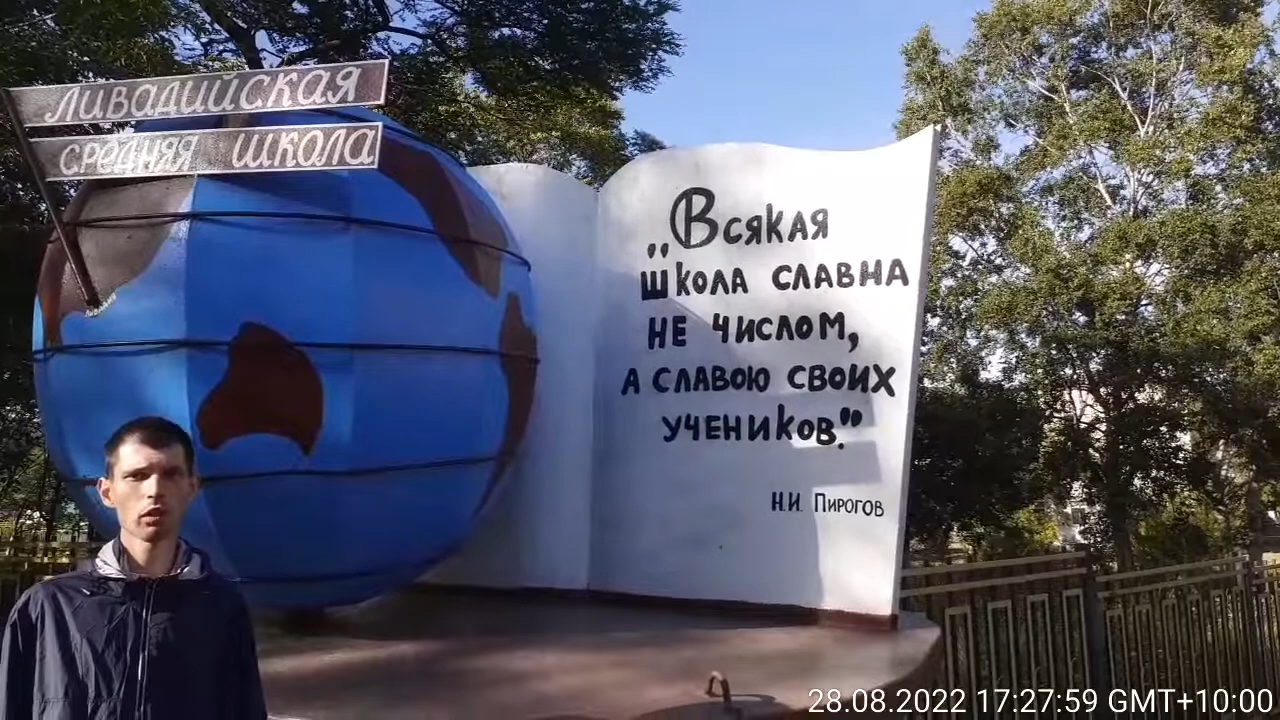 ЛИВАДИЙСКАЯ
СРЕДНЯЯ ШКОЛА
„Всякая
школа славна
не числом,
а славою своих
учеников."
Н.И. Пирогов
28.08.2022 17:27:59 GMT+10:00